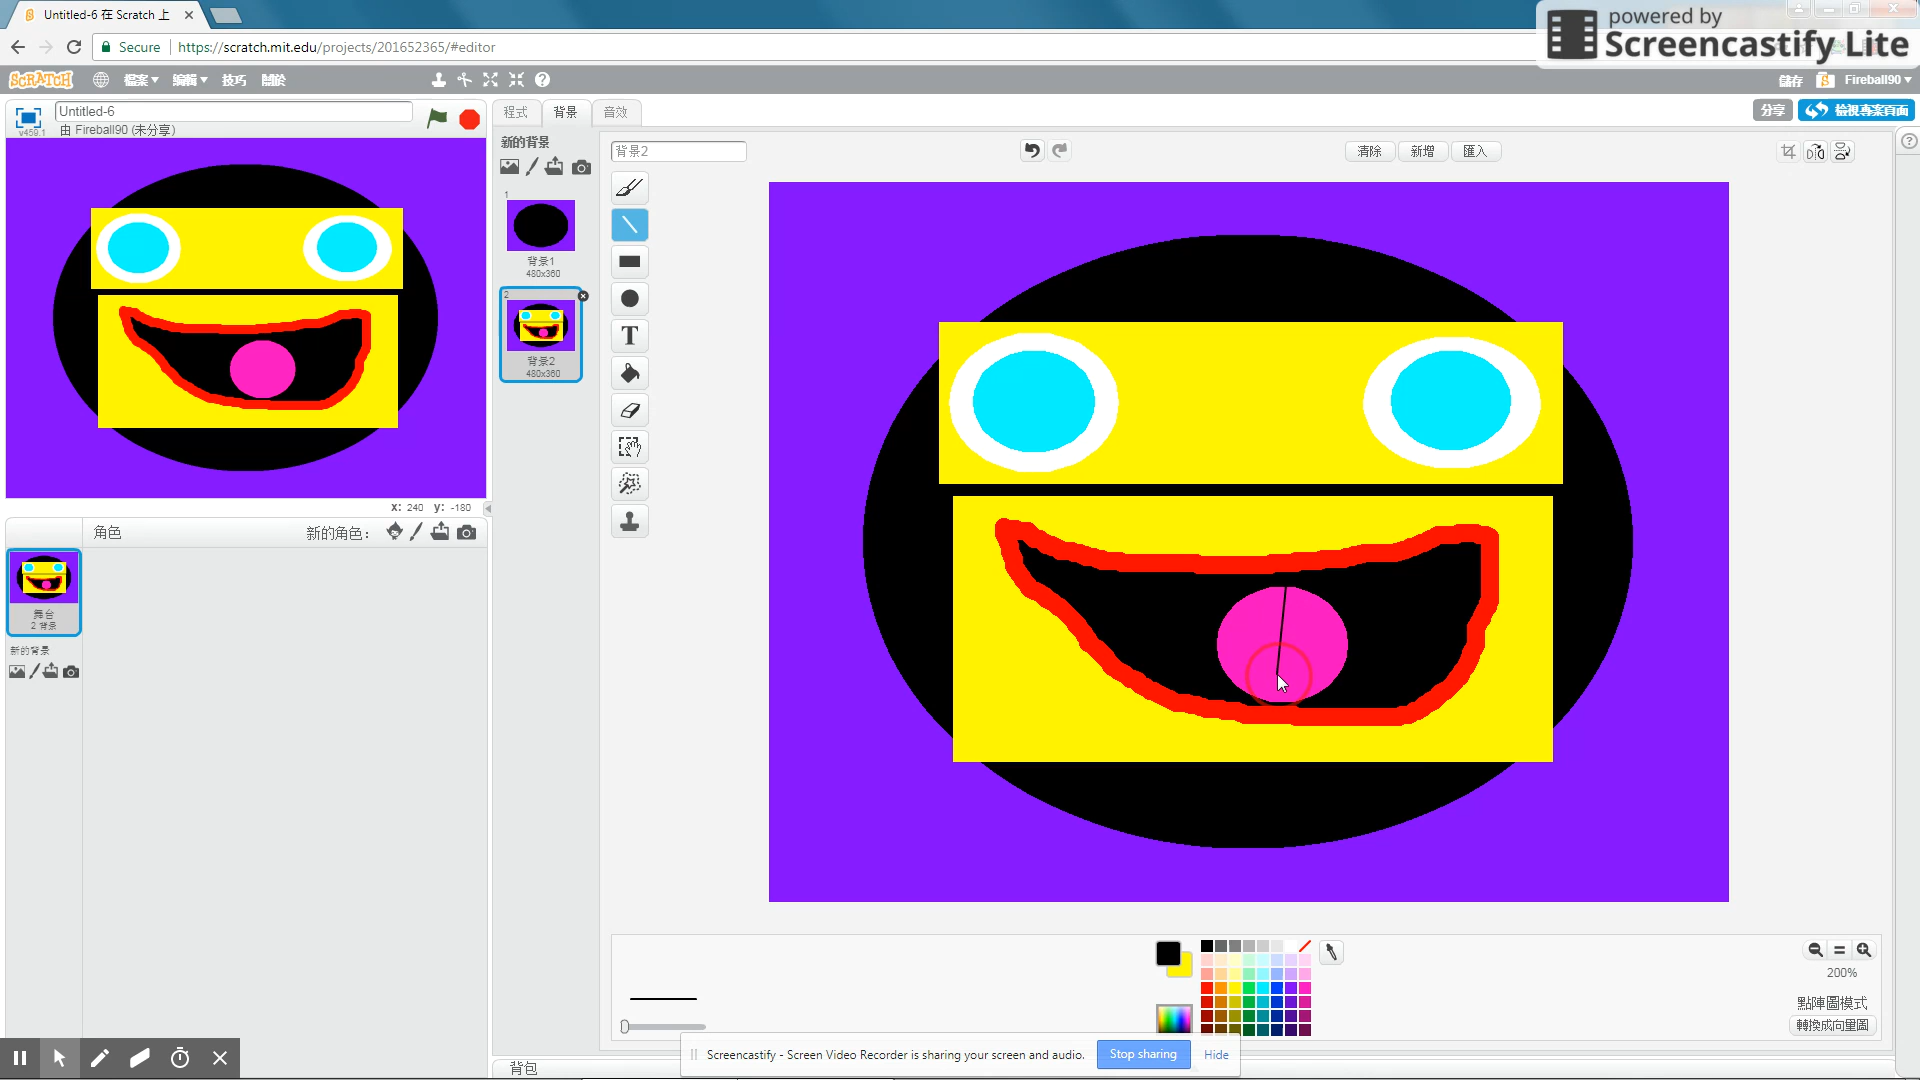 Untitled-6 在 Scratch 上
powered by
Screencastify Lite
Secure
https://scratch.mit.edu/projects/201652365/#editor
SCRATCH
檔案
編輯
技巧
關於
儲存
Fireball90
v459.1
Untitled-6
由 Fireball90 (未分享)
程式
背景
音效
分享
檢視專案頁面
新的背景
背景2
清除
新增
匯入
1
背景1
480x360
2
背景2
480x360
T
x: 240 y: -180
角色
新的角色：
舞台
2 背景
新的背景
200%
點陣圖模式
轉換成向量圖
Screencastify - Screen Video Recorder is sharing your screen and audio.
Stop sharing
Hide
背包